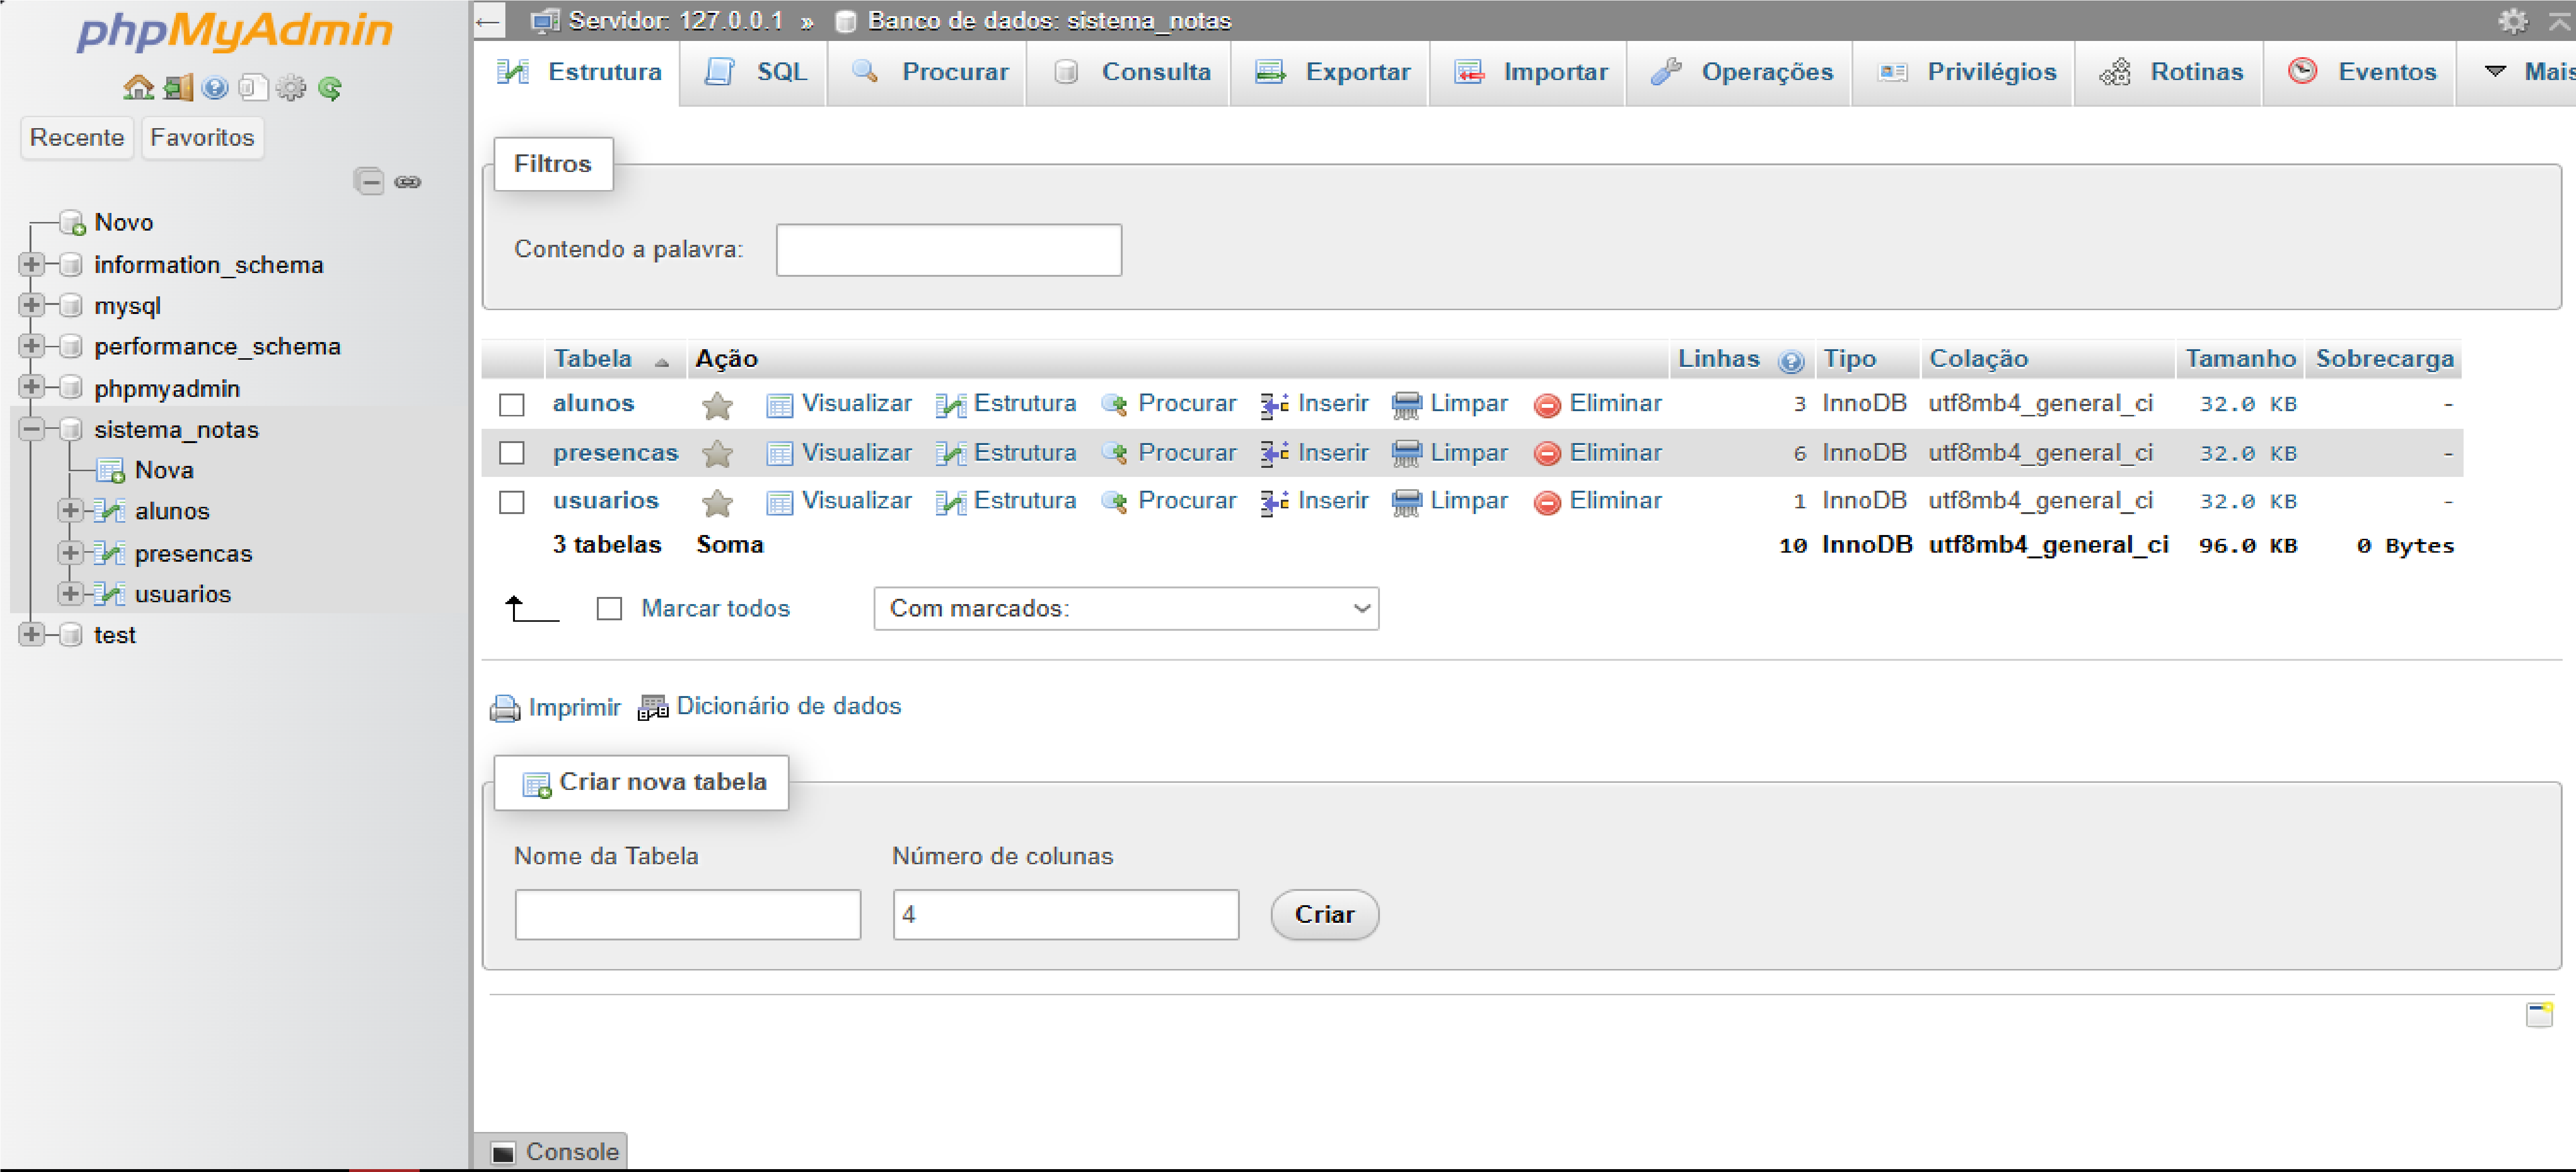 phpMyAdmin
Recente Favoritos
Novo
information_schema
mysql
performance_schema
phpmyadmin
sistema_notas
Nova
alunos
presencas
usuarios
test
← Servidor: 127.0.0.1 » Banco de dados: sistema_notas
Estrutura SQL Procurar Consulta Exportar Importar Operações Privilégios Rotinas Eventos Mais
Filtros
Contendo a palavra:
Tabela Ação Linhas Tipo Colação Tamanho Sobrecarga
alunos Visualizar Estrutura Procurar Inserir Limpar Eliminar 3 InnoDB utf8mb4_general_ci 32.0 KB -
presencas Visualizar Estrutura Procurar Inserir Limpar Eliminar 6 InnoDB utf8mb4_general_ci 32.0 KB -
usuarios Visualizar Estrutura Procurar Inserir Limpar Eliminar 1 InnoDB utf8mb4_general_ci 32.0 KB -
3 tabelas Soma 10 InnoDB utf8mb4_general_ci 96.0 KB 0 Bytes
Marcar todos Com marcados:
Imprimir Dicionário de dados
Criar nova tabela
Nome da Tabela Número de colunas
4 Criar
Console